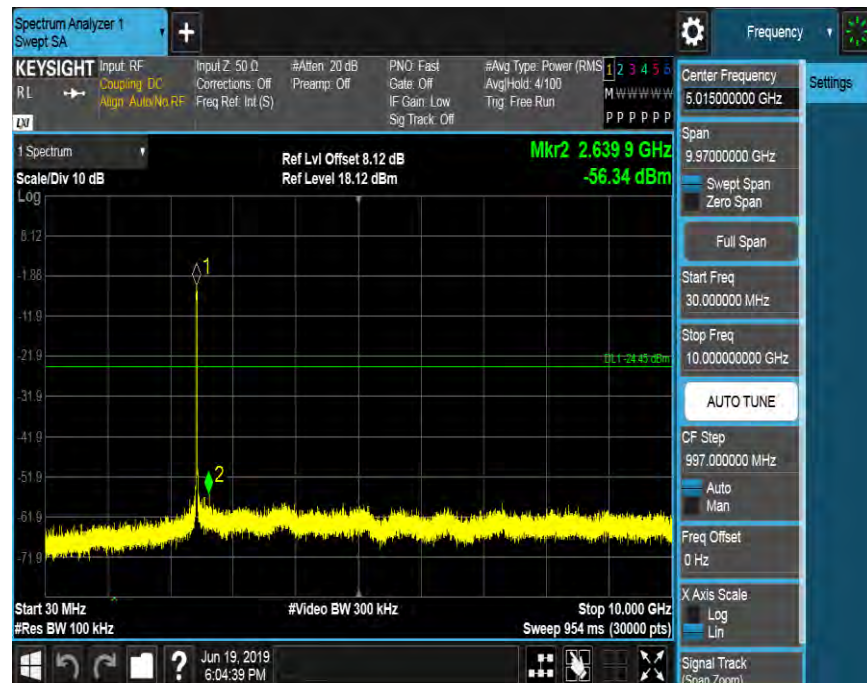 Spectrum Analyzer 1
Swept SA
+
Frequency
KEYSIGHT
RL
LXI
Input: RF
Coupling: DC
Align: Auto/No RF
Input Z: 50 Ω
Corrections: Off
Freq Ref: Int (S)
#Atten: 20 dB
Preamp: Off
PNO: Fast
Gate: Off
IF Gain: Low
Sig Track: Off
#Avg Type: Power (RMS
Avg|Hold: 4/100
Trig: Free Run
1 2 3 4 5 6
M W W W W W
P P P P P P
Center Frequency
5.015000000 GHz
Settings
1 Spectrum
Scale/Div 10 dB
Ref Lvl Offset 8.12 dB
Ref Level 18.12 dBm
Mkr2 2.639 9 GHz
-56.34 dBm
Span
9.97000000 GHz
Swept Span
Zero Span
Full Span
Start Freq
30.000000 MHz
Stop Freq
10.000000000 GHz
AUTO TUNE
CF Step
997.000000 MHz
Auto
Man
Freq Offset
0 Hz
X Axis Scale
Log
Lin
Signal Track
(Span Zoom)
Log
8.12
-1.88
-11.9
-21.9
-31.9
-41.9
-51.9
-61.9
-71.9
1
DL1 -24.45 dBm
2
Start 30 MHz
#Res BW 100 kHz
#Video BW 300 kHz
Stop 10.000 GHz
Sweep 954 ms (30000 pts)
?
Jun 19, 2019
6:04:39 PM